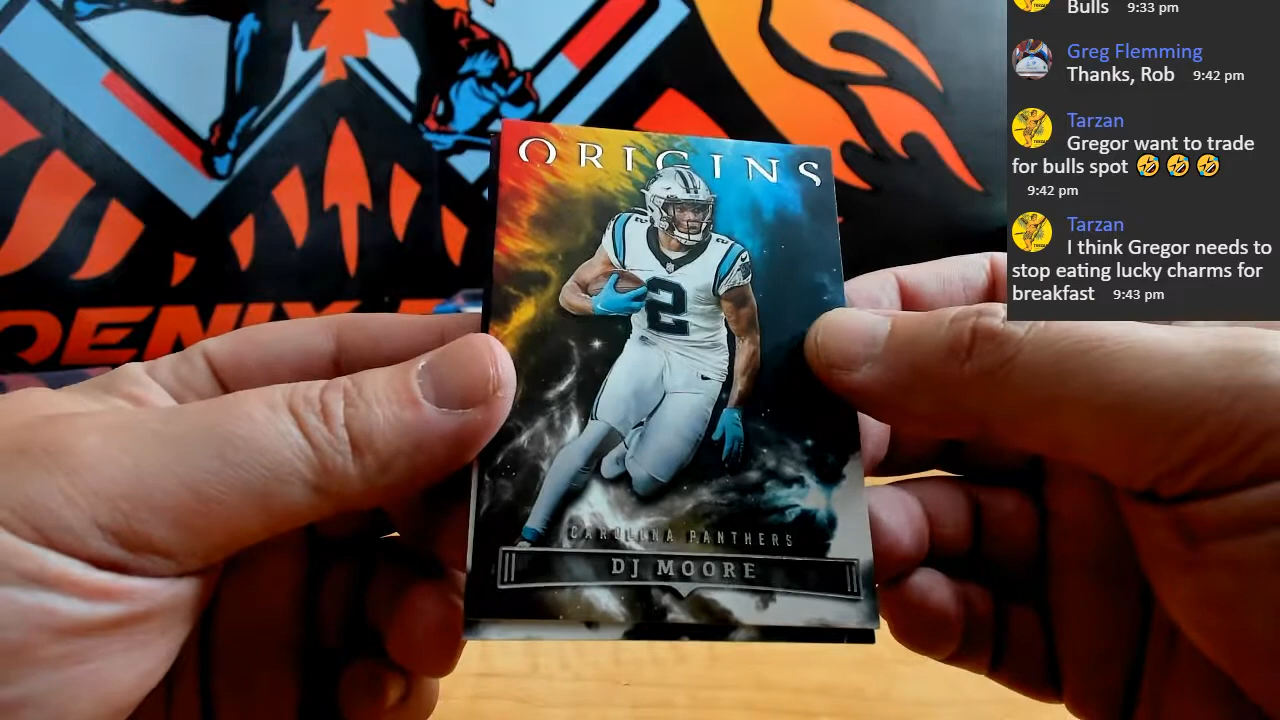 Bulls 9:33 pm
Greg Flemming
Thanks, Rob 9:42 pm
Tarzan
Gregor want to trade
for bulls spot 🤣 🤣 🤣
9:42 pm
Tarzan
I think Gregor needs to
stop eating lucky charms for
breakfast 9:43 pm
ORIGINS
2
CAROLINA PANTHERS
DJ MOORE